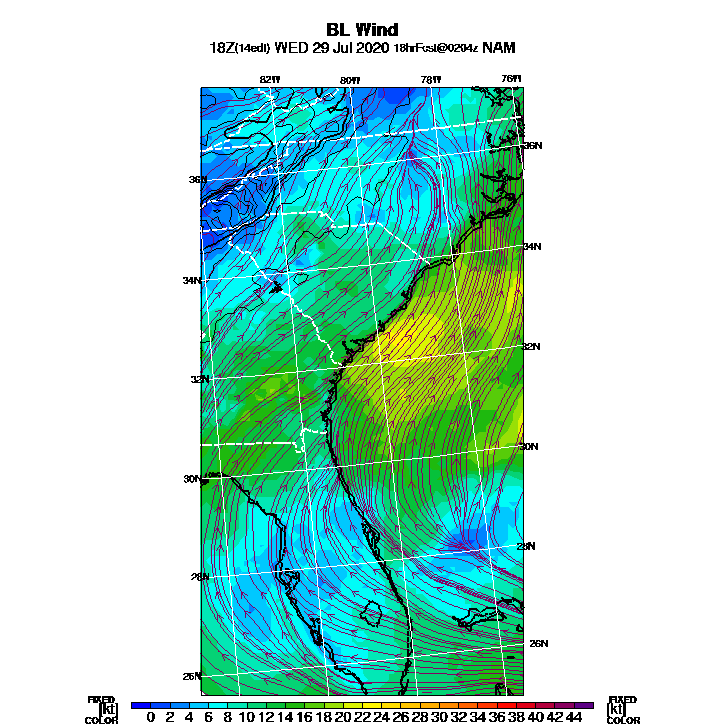 BL Wind
18Z(14edt) WED 29 Jul 2020 18hrFcst@0204z NAM
82W 80W 78W 76W
36N 36N
34N 34N
32N 32N
30N 30N
28N 28N
26N 26N
FIXED FIXED
[kt] [kt]
COLOR COLOR
0 2 4 6 8 10 12 14 16 18 20 22 24 26 28 30 32 34 36 38 40 42 44